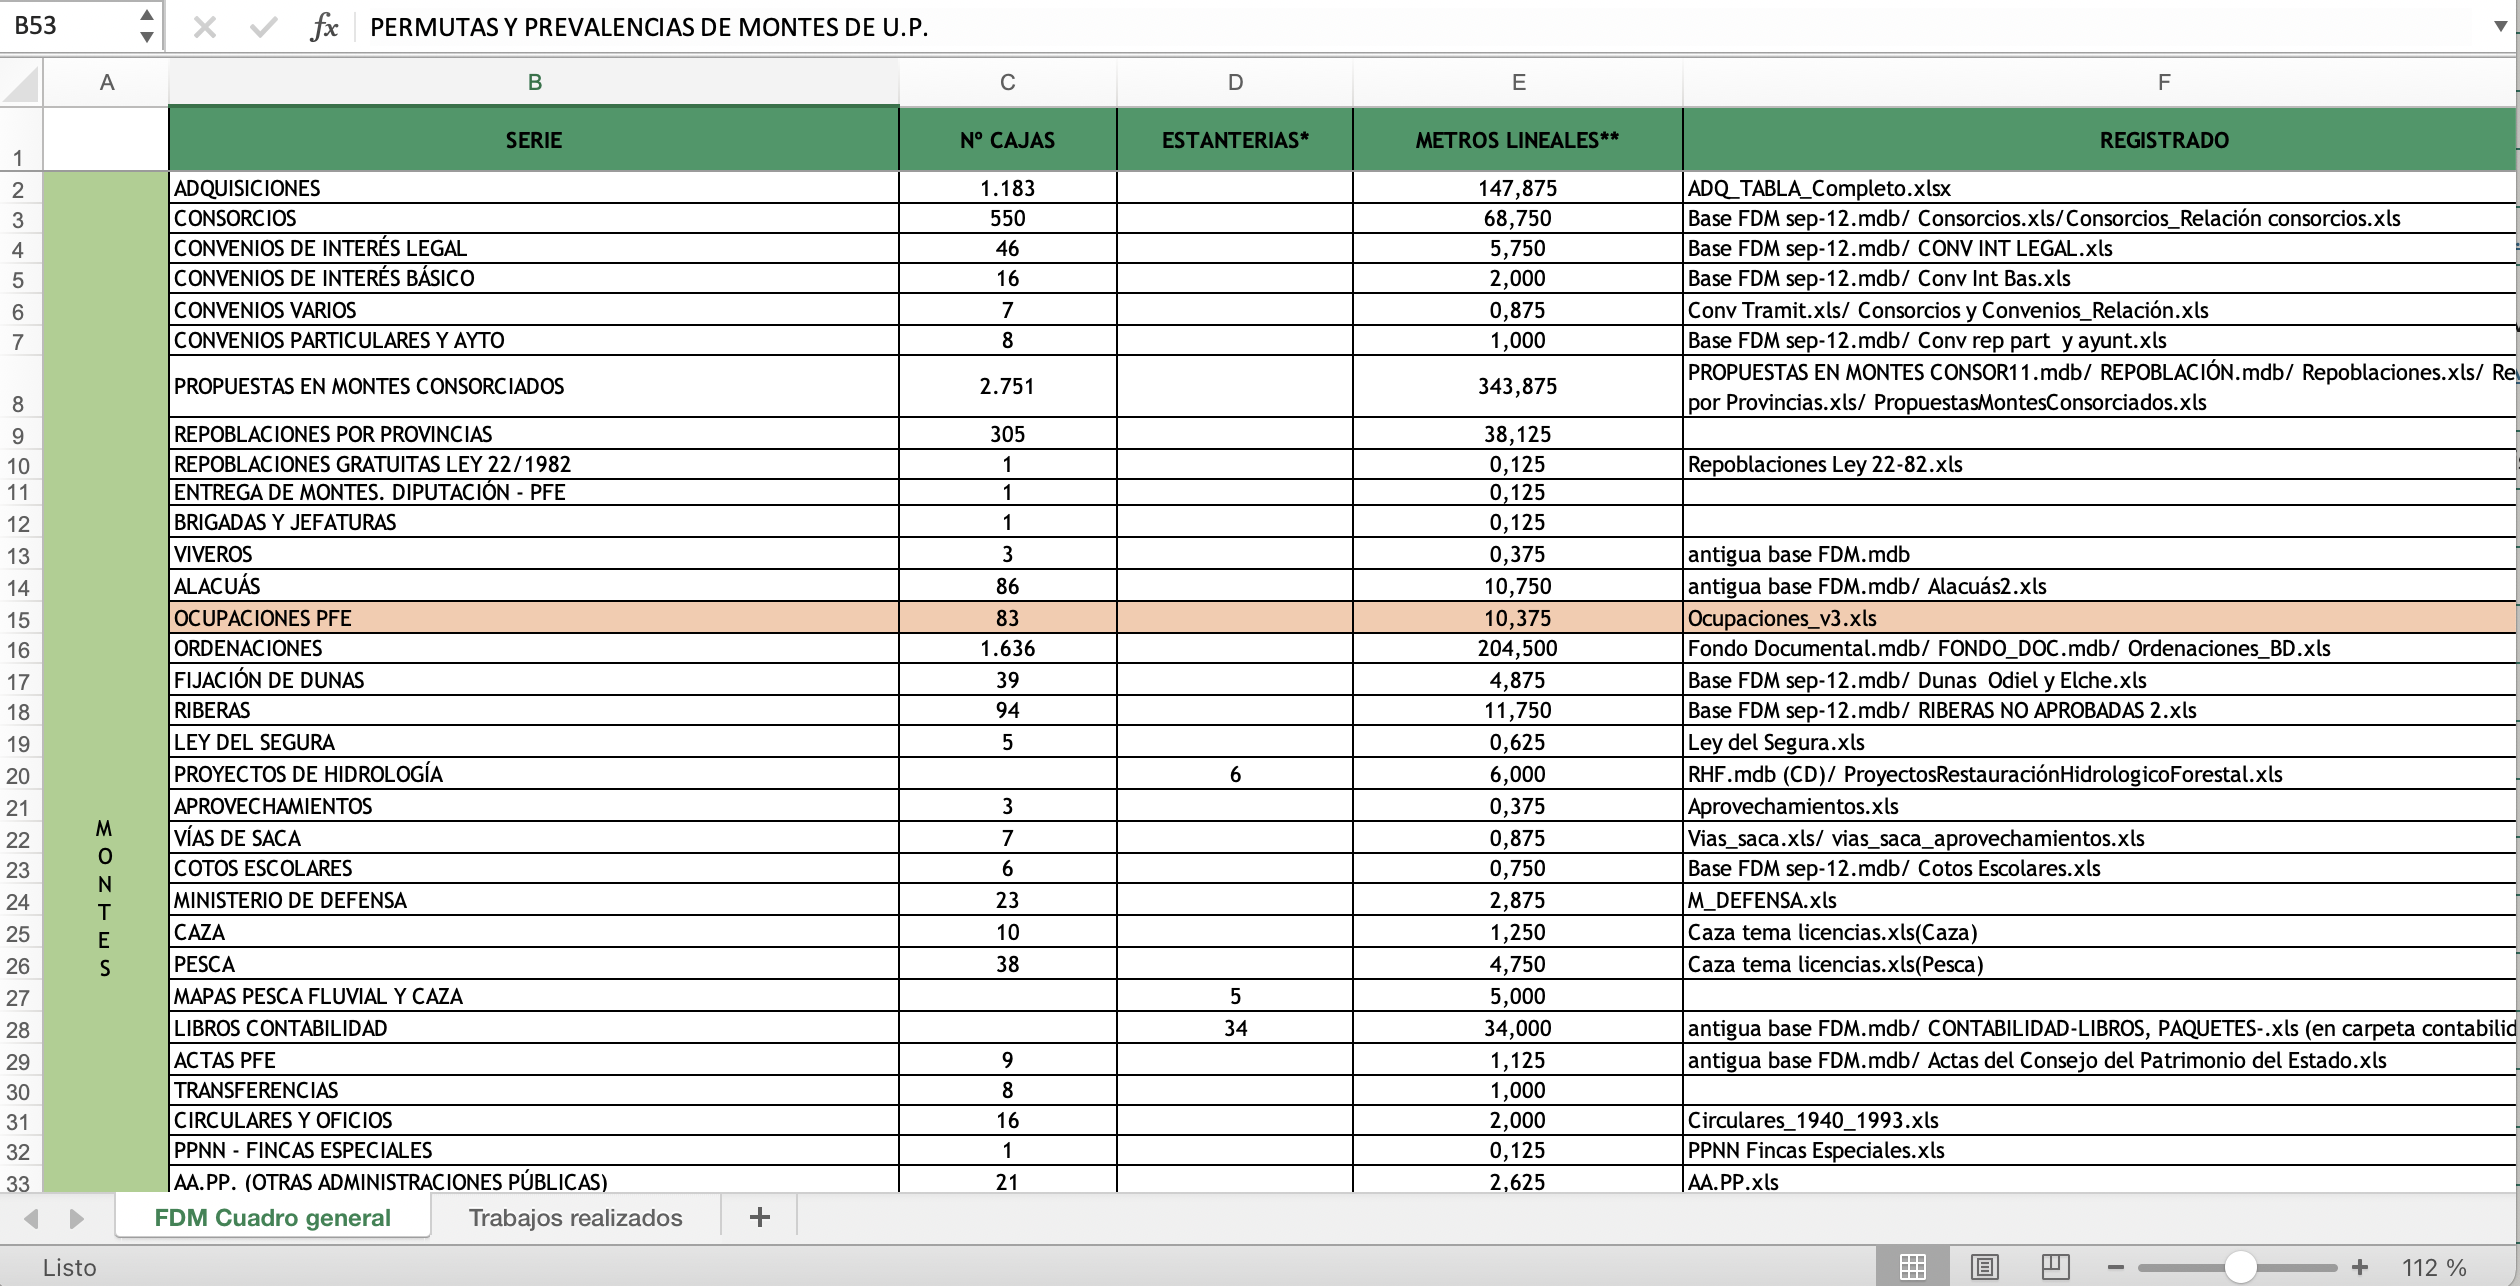 B53 fx PERMUTAS Y PREVALENCIAS DE MONTES DE U.P.
A B C D E F
1 SERIE Nº CAJAS ESTANTERIAS* METROS LINEALES** REGISTRADO
2 ADQUISICIONES 1.183 147,875 ADQ_TABLA_Completo.xlsx
3 CONSORCIOS 550 68,750 Base FDM sep-12.mdb/ Consorcios.xls/Consorcios_Relación consorcios.xls
4 CONVENIOS DE INTERÉS LEGAL 46 5,750 Base FDM sep-12.mdb/ CONV INT LEGAL.xls
5 CONVENIOS DE INTERÉS BÁSICO 16 2,000 Base FDM sep-12.mdb/ Conv Int Bas.xls
6 CONVENIOS VARIOS 7 0,875 Conv Tramit.xls/ Consorcios y Convenios_Relación.xls
7 CONVENIOS PARTICULARES Y AYTO 8 1,000 Base FDM sep-12.mdb/ Conv rep part  y ayunt.xls
8 PROPUESTAS EN MONTES CONSORCIADOS 2.751 343,875 PROPUESTAS EN MONTES CONSOR11.mdb/ REPOBLACIÓN.mdb/ Repoblaciones.xls/
por Provincias.xls/ PropuestasMontesConsorciados.xls
9 REPOBLACIONES POR PROVINCIAS 305 38,125
10 REPOBLACIONES GRATUITAS LEY 22/1982 1 0,125 Repoblaciones Ley 22-82.xls
11 ENTREGA DE MONTES. DIPUTACIÓN - PFE 1 0,125
12 BRIGADAS Y JEFATURAS 1 0,125
13 VIVEROS 3 0,375 antigua base FDM.mdb
14 ALACUÁS 86 10,750 antigua base FDM.mdb/ Alacuás2.xls
15 OCUPACIONES PFE 83 10,375 Ocupaciones_v3.xls
16 ORDENACIONES 1.636 204,500 Fondo Documental.mdb/ FONDO_DOC.mdb/ Ordenaciones_BD.xls
17 FIJACIÓN DE DUNAS 39 4,875 Base FDM sep-12.mdb/ Dunas  Odiel y Elche.xls
18 RIBERAS 94 11,750 Base FDM sep-12.mdb/ RIBERAS NO APROBADAS 2.xls
19 LEY DEL SEGURA 5 0,625 Ley del Segura.xls
20 PROYECTOS DE HIDROLOGÍA 6 6,000 RHF.mdb (CD)/ ProyectosRestauraciónHidrologicoForestal.xls
21 APROVECHAMIENTOS 3 0,375 Aprovechamientos.xls
22 VÍAS DE SACA 7 0,875 Vias_saca.xls/ vias_saca_aprovechamientos.xls
23 COTOS ESCOLARES 6 0,750 Base FDM sep-12.mdb/ Cotos Escolares.xls
24 MINISTERIO DE DEFENSA 23 2,875 M_DEFENSA.xls
25 CAZA 10 1,250 Caza tema licencias.xls(Caza)
26 PESCA 38 4,750 Caza tema licencias.xls(Pesca)
27 MAPAS PESCA FLUVIAL Y CAZA 5 5,000
28 LIBROS CONTABILIDAD 34 34,000 antigua base FDM.mdb/ CONTABILIDAD-LIBROS, PAQUETES-.xls (en carpeta
29 ACTAS PFE 9 1,125 antigua base FDM.mdb/ Actas del Consejo del Patrimonio del Estado.xls
30 TRANSFERENCIAS 8 1,000
31 CIRCULARES Y OFICIOS 16 2,000 Circulares_1940_1993.xls
32 PPNN - FINCAS ESPECIALES 1 0,125 PPNN Fincas Especiales.xls
33 AA.PP. (OTRAS ADMINISTRACIONES PÚBLICAS) 21 2,625 AA.PP.xls
MONTES
FDM Cuadro general Trabajos realizados +
Listo 112 %